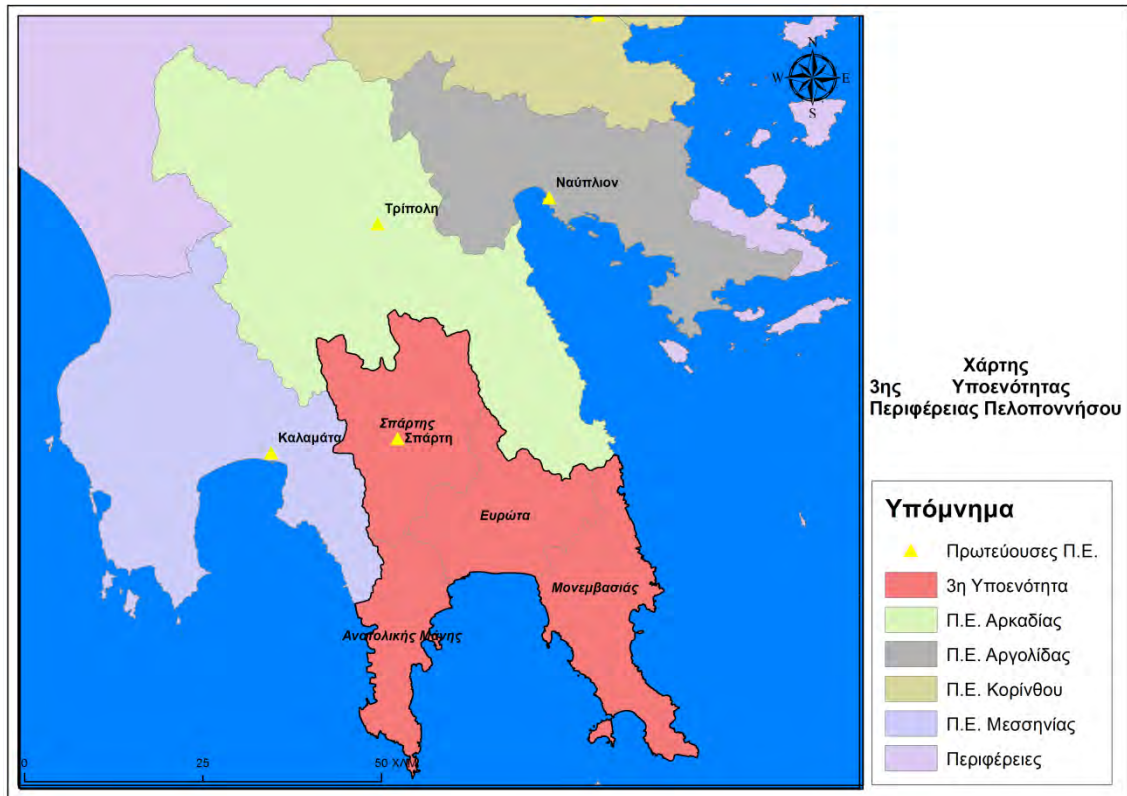 N
W E
S
Ναύπλιον
Τρίπολη
Χάρτης
3ης Υποενότητας
Περιφέρειας Πελοποννήσου
Σπάρτης
Σπάρτη
Καλαμάτα
Ευρώτα
Μονεμβασιάς
Ανατολικής Μάνης
Υπόμνημα
Πρωτεύουσες Π.Ε.
3η Υποενότητα
Π.Ε. Αρκαδίας
Π.Ε. Αργολίδας
Π.Ε. Κορίνθου
Π.Ε. Μεσσηνίας
Περιφέρειες
0 25 50